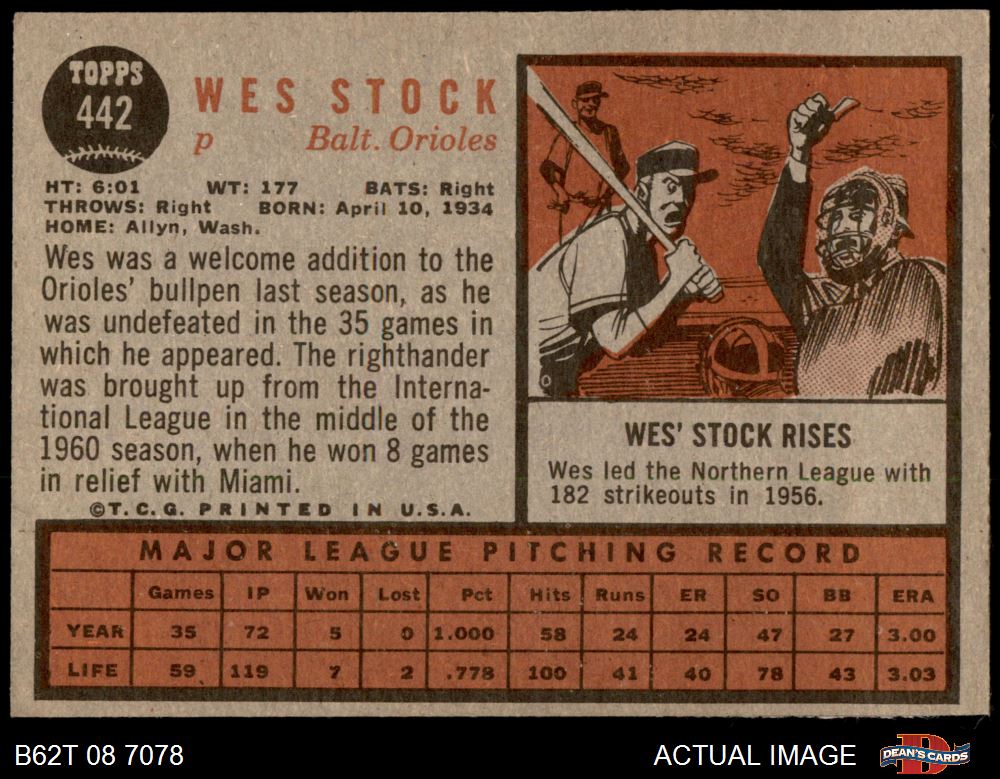 TOPPS
442
WES STOCK
p Balt. Orioles
HT: 6:01 WT: 177 BATS: Right
THROWS: Right BORN: April 10, 1934
HOME: Allyn, Wash.
Wes was a welcome addition to the
Orioles' bullpen last season, as he
was undefeated in the 35 games in
which he appeared. The righthander
was brought up from the Interna-
tional League in the middle of the
1960 season, when he won 8 games
in relief with Miami.
©T. C. G. PRINTED IN U.S.A.
WES' STOCK RISES
Wes led the Northern League with
182 strikeouts in 1956.
MAJOR LEAGUE PITCHING RECORD
Games IP Won Lost Pct Hits Runs ER SO BB ERA
YEAR 35 72 5 0 1.000 58 24 24 47 27 3.00
LIFE 59 119 7 2 .778 100 41 40 78 43 3.03
B62T 08 7078 ACTUAL IMAGE D DEAN'S CARDS